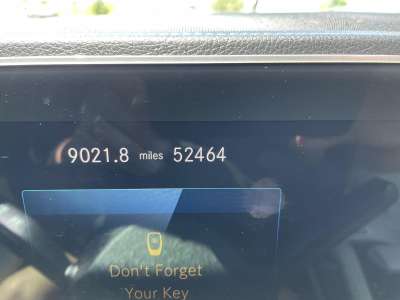 9021.8 miles 52464
Don't Forget
Your Key